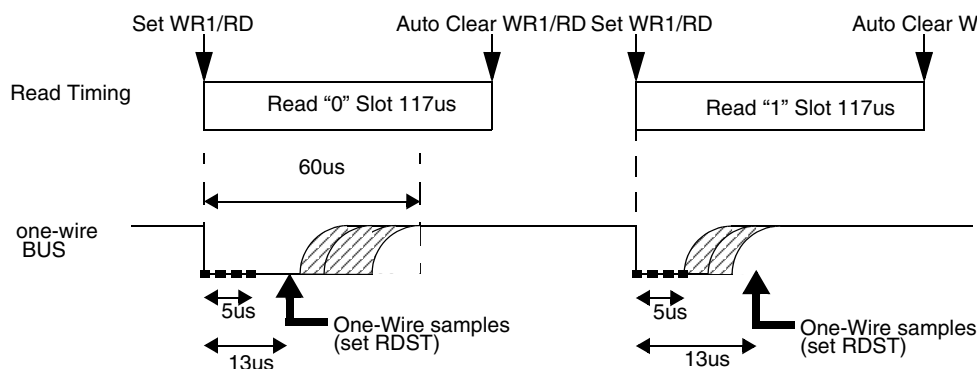 Set WR1/RD Auto Clear WR1/RD Set WR1/RD Auto Clear W
Read Timing
Read “0” Slot 117us Read “1” Slot 117us
60us
one-wire
BUS
5us 5us
One-Wire samples
(set RDST)
13us
One-Wire samples
(set RDST)
13us